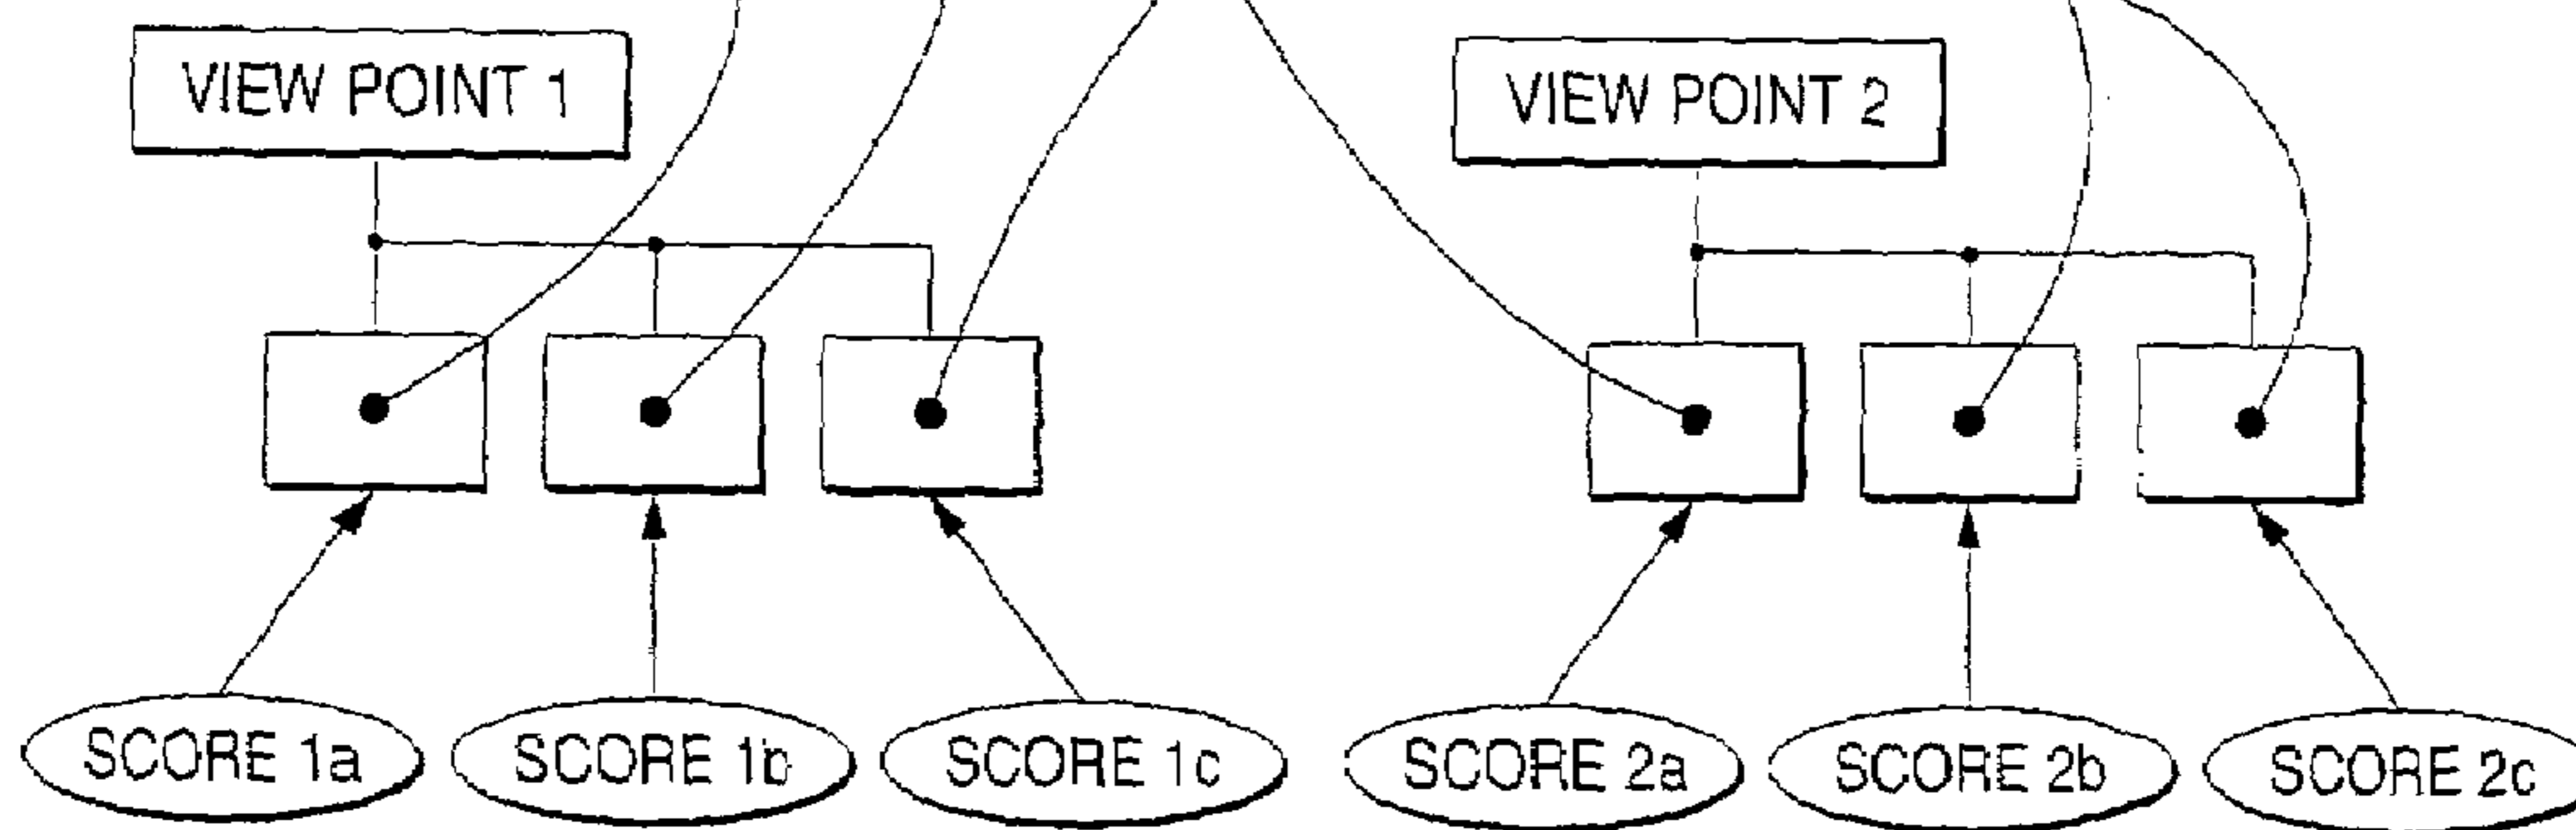 VIEW POINT 1
VIEW POINT 2
SCORE 1a
SCORE 1b
SCORE 1c
SCORE 2a
SCORE 2b
SCORE 2c